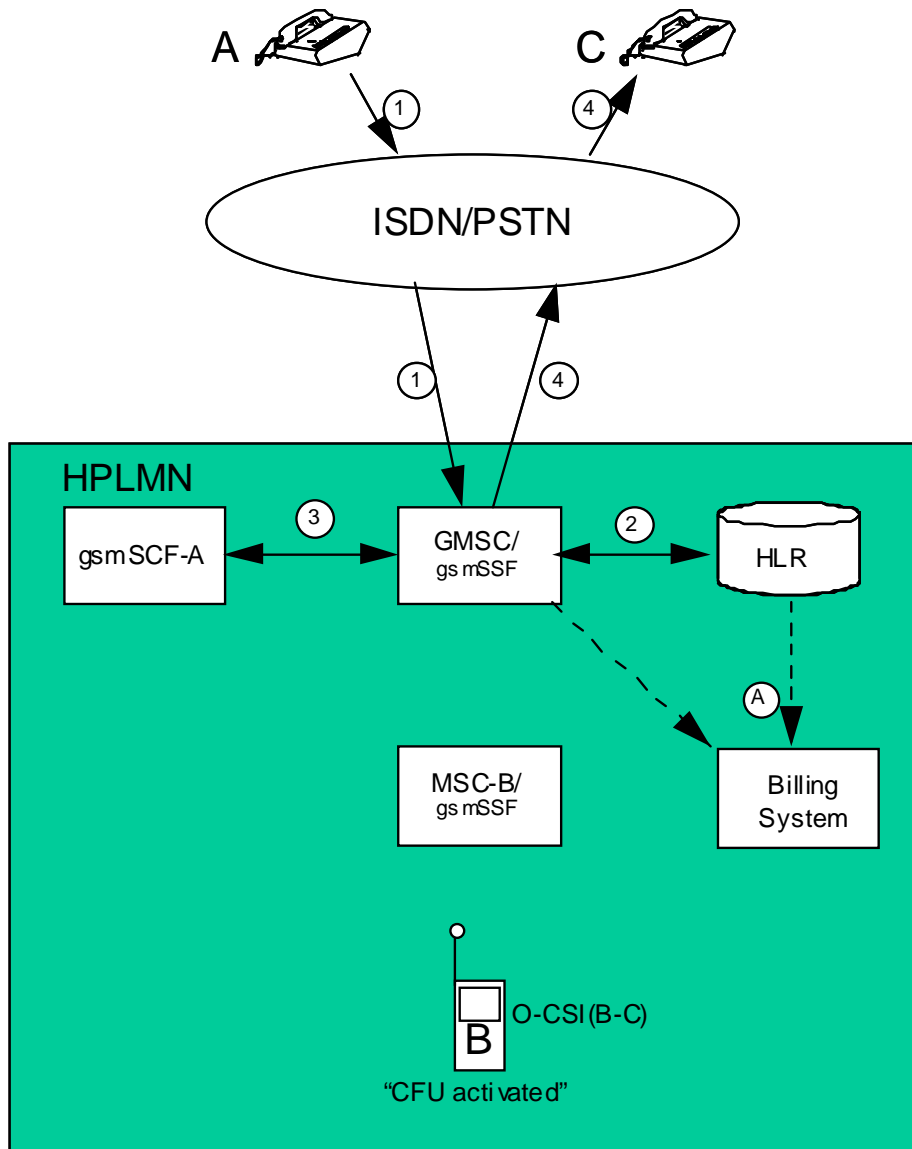 A
C
1
4
ISDN/PSTN
1
4
HPLMN
gsmSCF-A
3
GMSC/
gsmSSF
2
HLR
A
MSC-B/
gsmSSF
Billing
System
O-CSI(B-C)
B
“CFU activated”